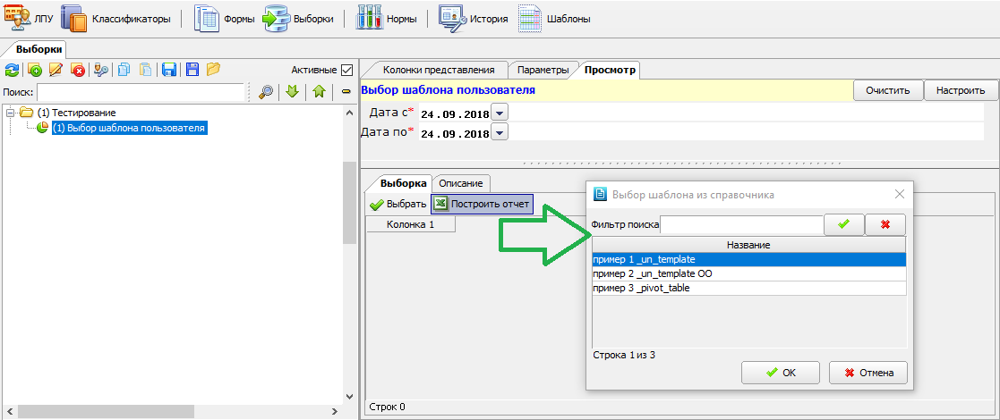 ЛПУ Классификаторы Формы Выборки Нормы История Шаблоны
Выборки
Активные
Поиск:
(1) Тестирование
(1) Выбор шаблона пользователя
Колонки представления Параметры Просмотр
Выбор шаблона пользователя Очистить Настроить
Дата с* 24.09.2018
Дата по* 24.09.2018
Выборка Описание
Выбрать Построить отчет
Колонка 1
Строк 0
Выбор шаблона из справочника
Фильтр поиска
Название
пример 1 _un_template
пример 2 _un_template OO
пример 3 _pivot_table
Строка 1 из 3
OK Отмена